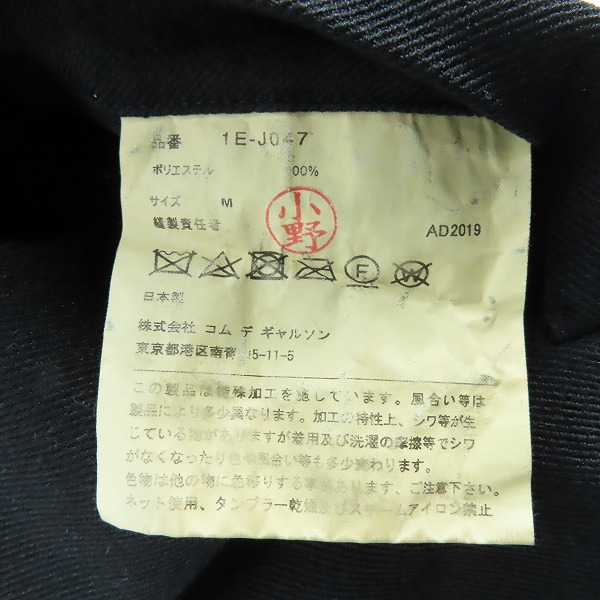 品番 1E-J047
ポリエステル 100%
サイズ M
小野
縫製責任者 AD2019
F W
日本製
株式会社 コム デ ギャルソン
東京都港区南青 5-11-5
この製品は特殊加工を施しています。風合い等は
製品により多少異なります。加工の特性上、シワ等が生
じている物がありますが着用及び洗濯の摩擦等でシワ
がなくなったり色や風合い等も多少変わります。
色物は他の物に色移りする事があります、ご注意下さい。
ネット使用、タンブラー乾燥及びスチームアイロン禁止